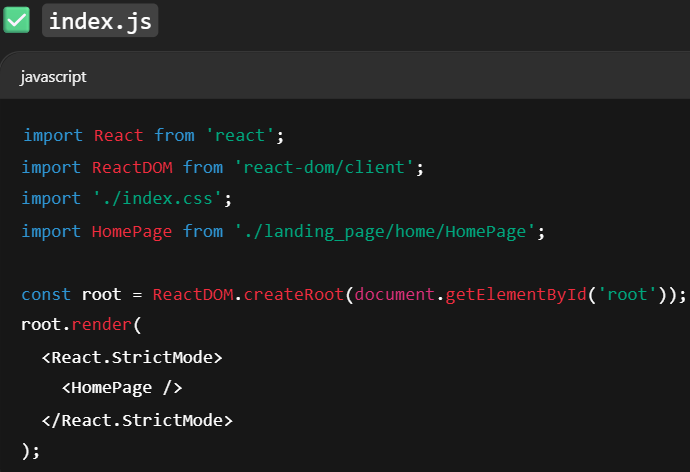 ✅ index.js
javascript
import React from 'react';
import ReactDOM from 'react-dom/client';
import './index.css';
import HomePage from './landing_page/home/HomePage';
const root = ReactDOM.createRoot(document.getElementById('root'));
root.render(
  <React.StrictMode>
    <HomePage />
  </React.StrictMode>
);